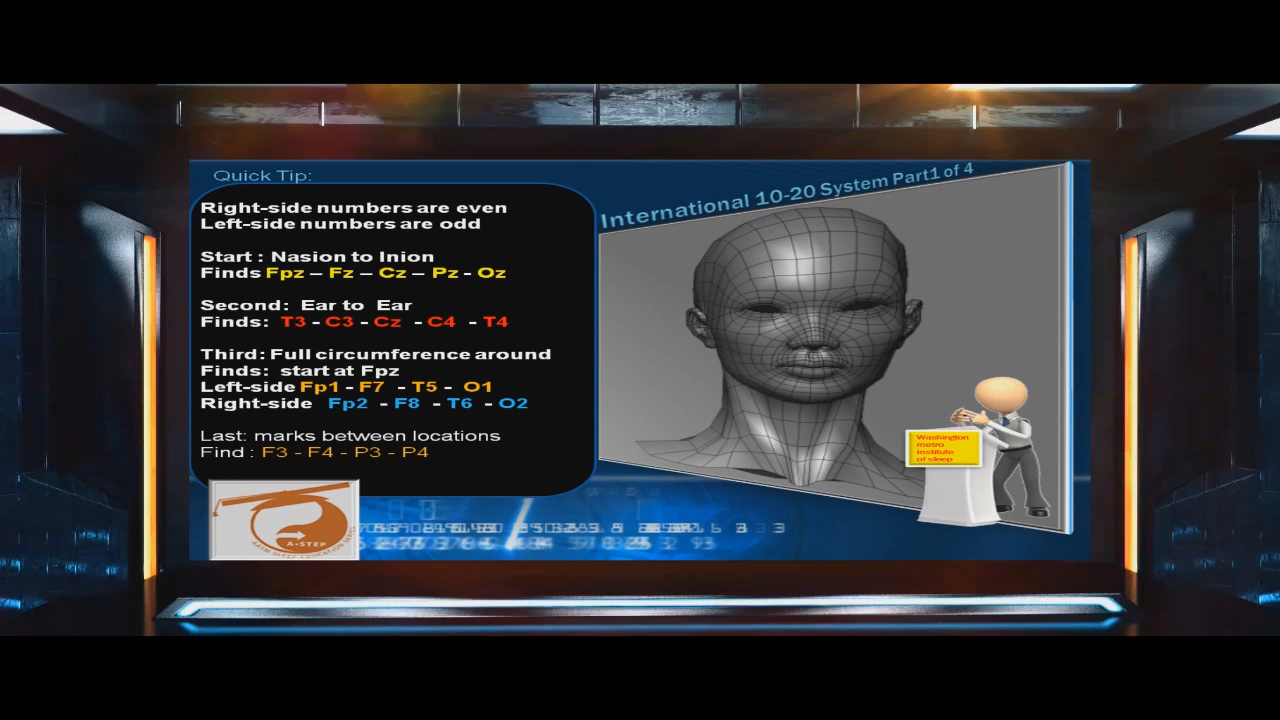 Quick Tip:
International 10-20 System Part1 of 4
Right-side numbers are even
Left-side numbers are odd
Start : Nasion to Inion
Finds Fpz – Fz – Cz – Pz - Oz
Second: Ear to Ear
Finds: T3 - C3 - Cz - C4 - T4
Third: Full circumference around
Finds: start at Fpz
Left-side Fp1 - F7 - T5 - O1
Right-side Fp2 - F8 - T6 - O2
Last: marks between locations
Find : F3 - F4 - P3 - P4
Washington
metro
institute
of sleep
A-STEP